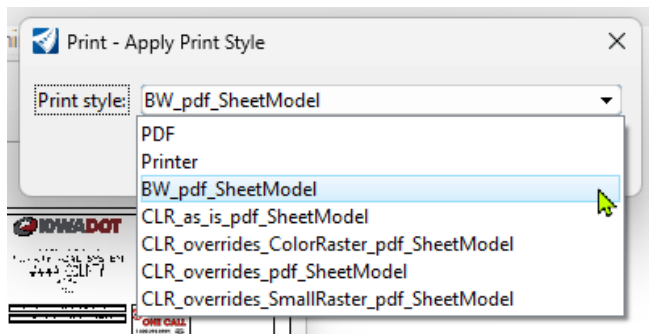 Print - Apply Print Style
Print style: BW_pdf_SheetModel
PDF
Printer
BW_pdf_SheetModel
CLR_as_is_pdf_SheetModel
CLR_overrides_ColorRaster_pdf_SheetModel
CLR_overrides_pdf_SheetModel
CLR_overrides_SmallRaster_pdf_SheetModel
IOWADOT
ONE CALL